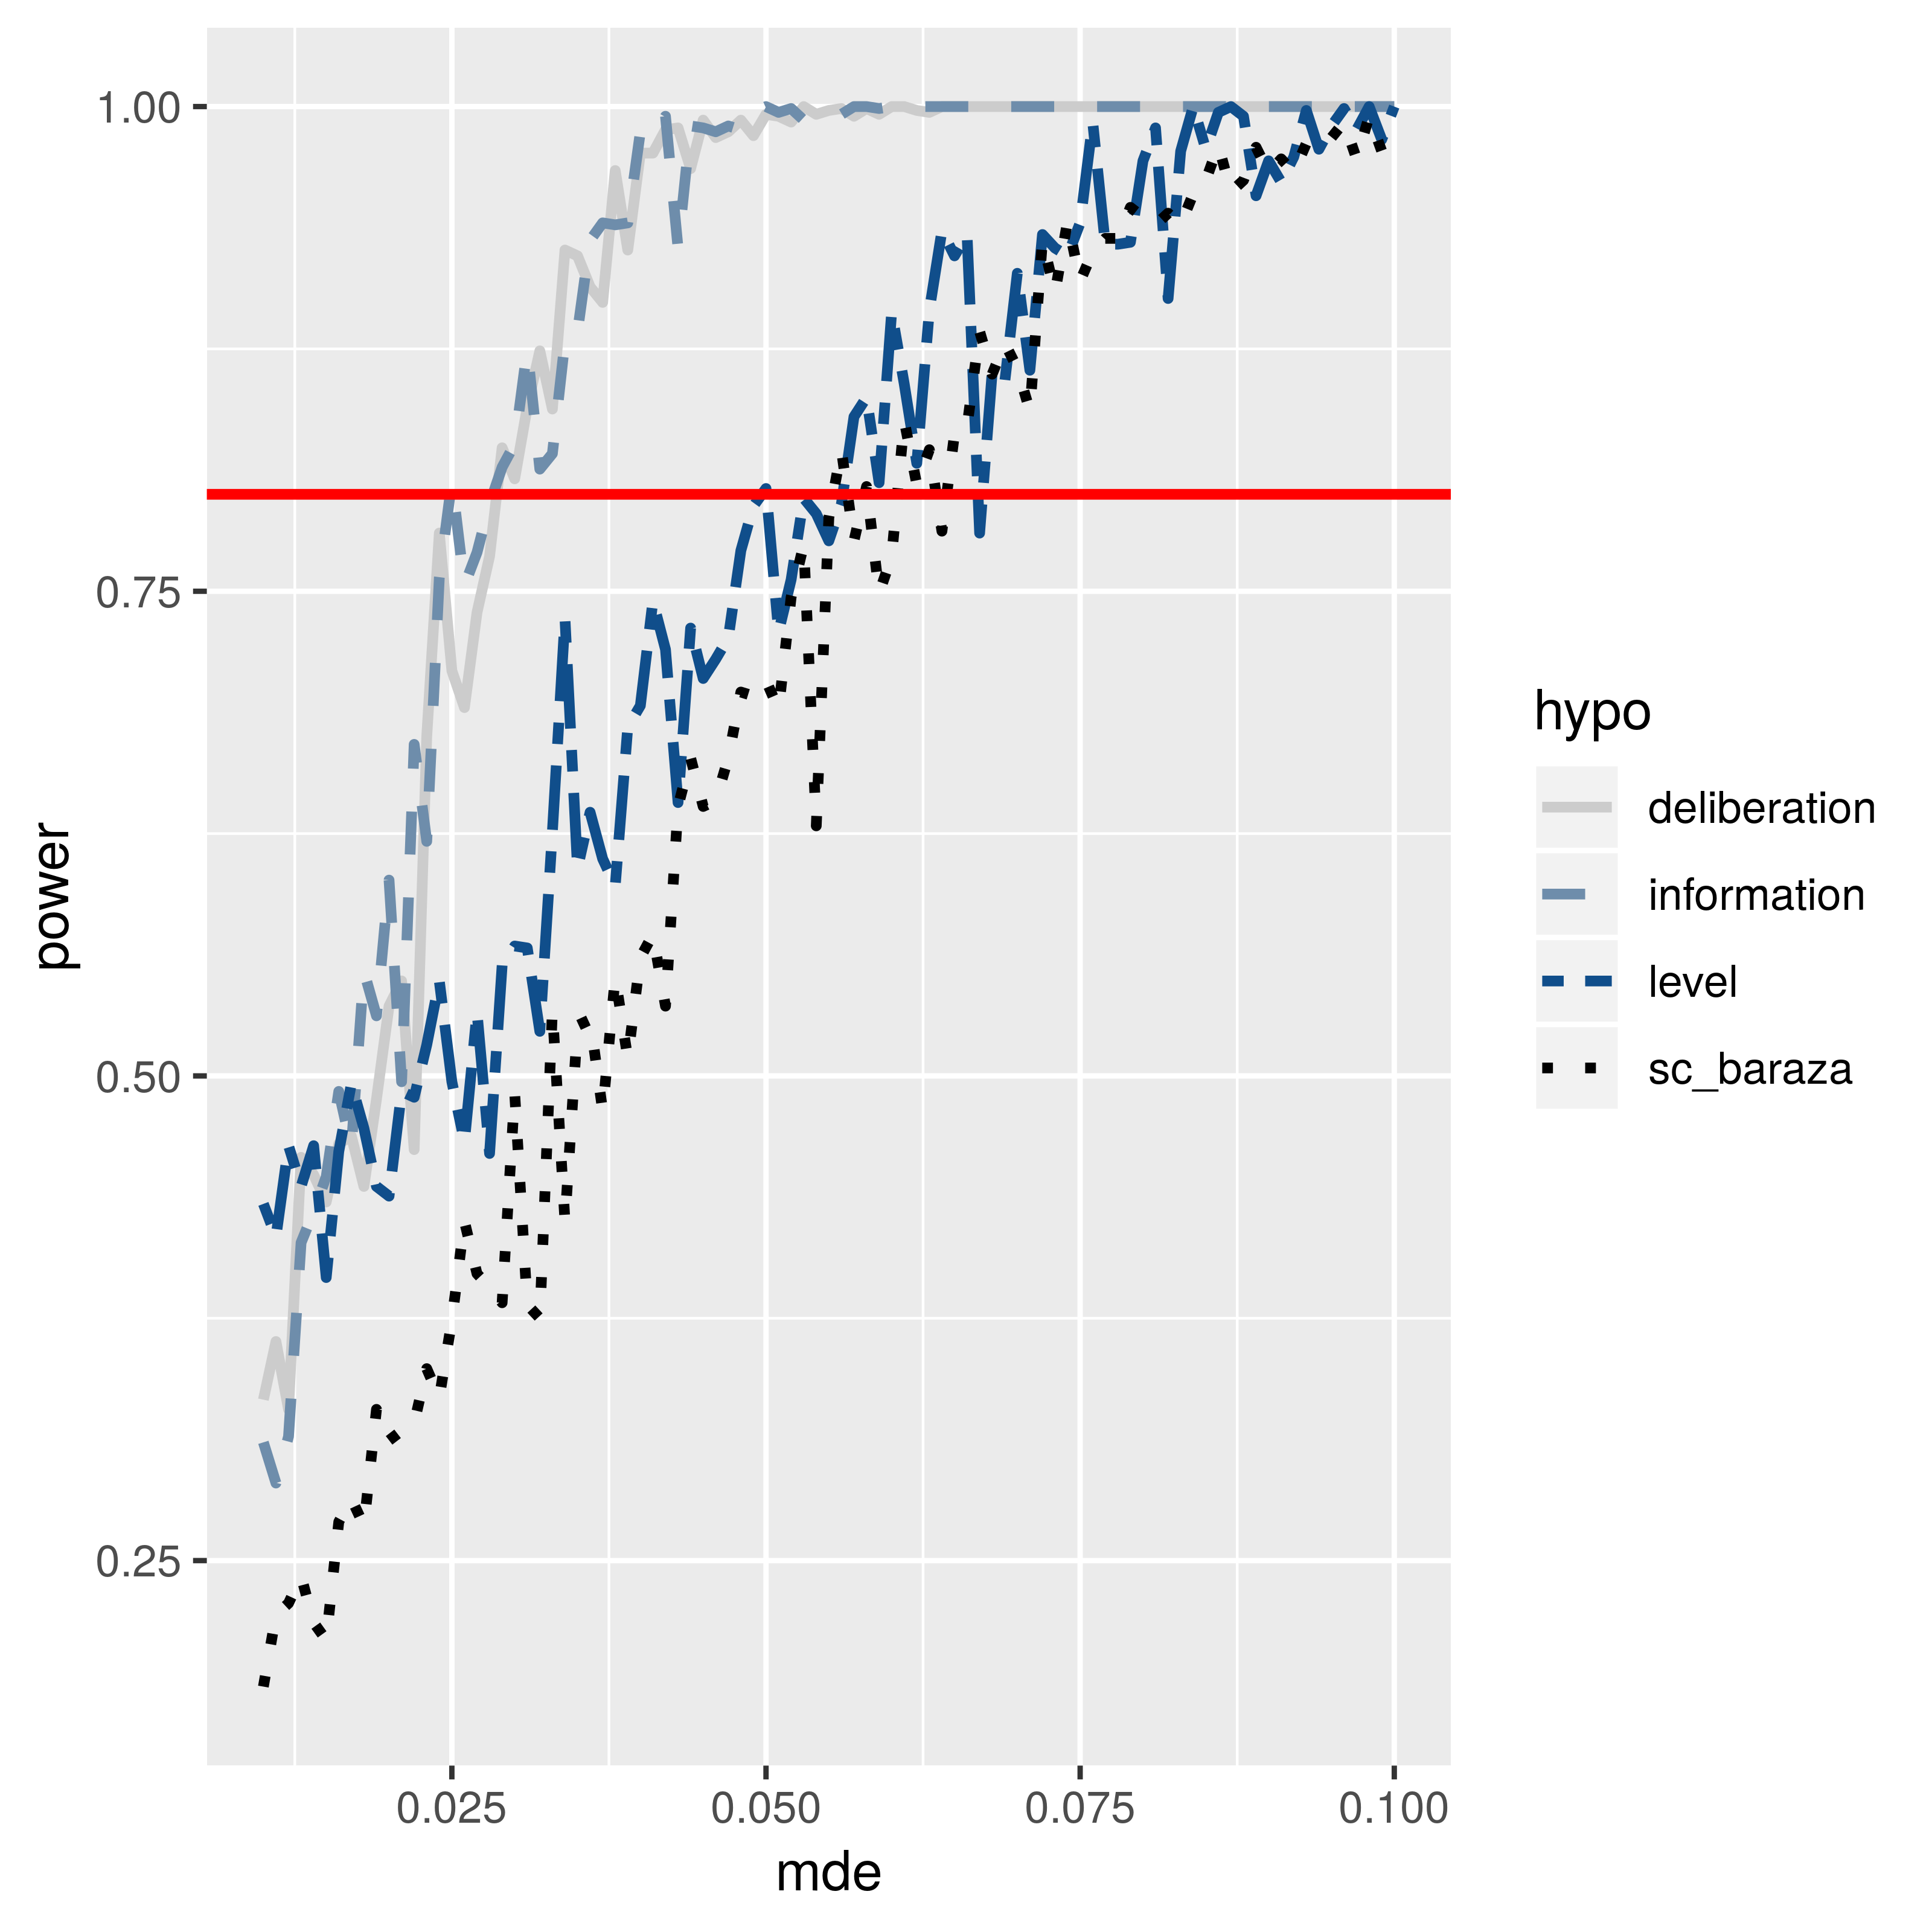 1.00
0.75
0.50
0.25
power
0.025 0.050 0.075 0.100
mde
hypo
deliberation
information
level
sc_baraza